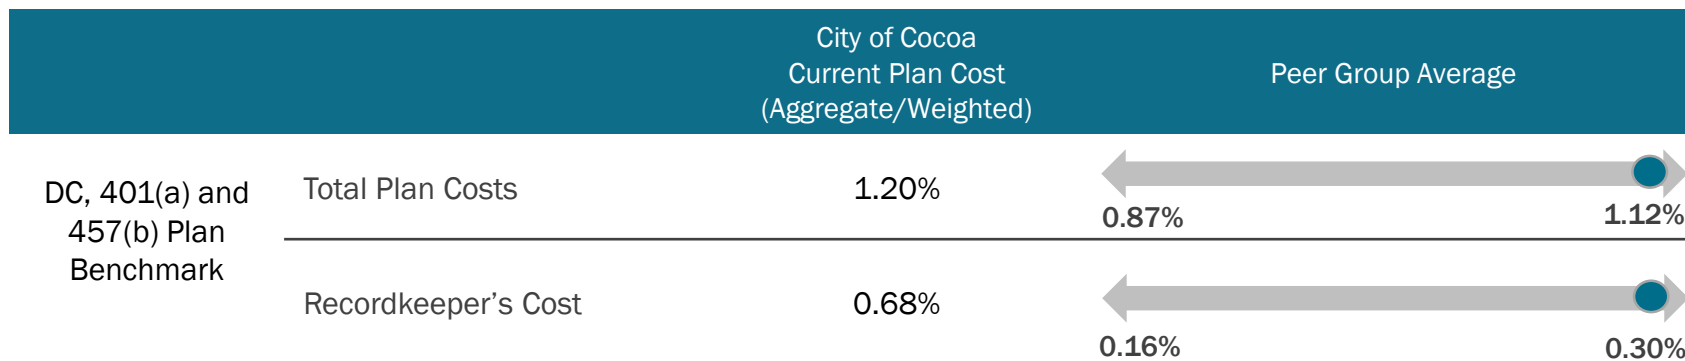 City of Cocoa
Current Plan Cost
(Aggregate/Weighted)
Peer Group Average
DC, 401(a) and
457(b) Plan
Benchmark
Total Plan Costs
1.20%
0.87%
1.12%
Recordkeeper’s Cost
0.68%
0.16%
0.30%